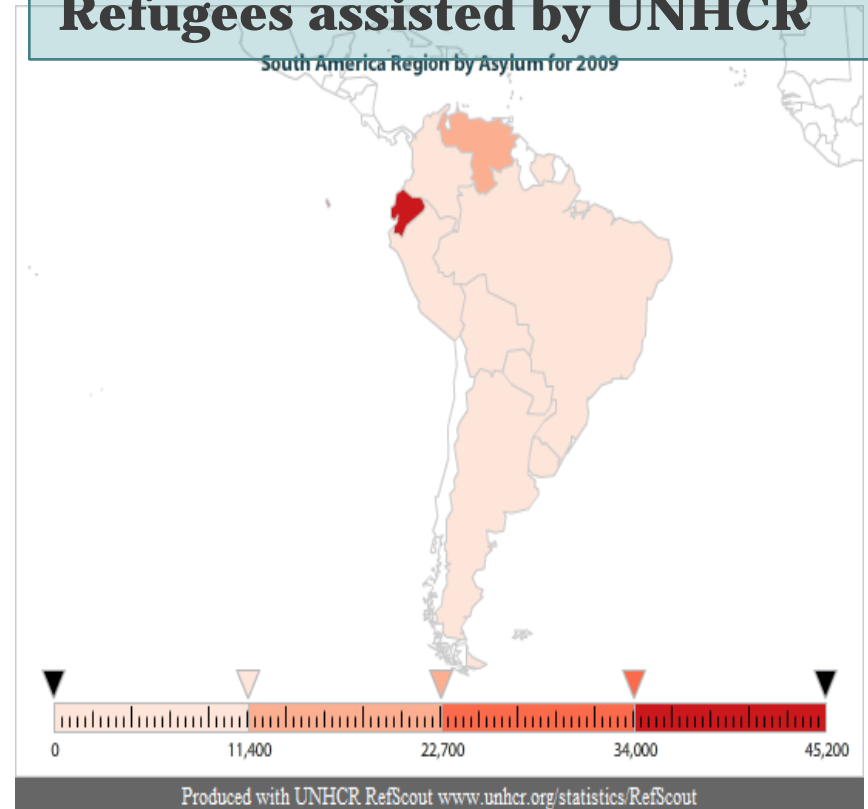 Refugees assisted by UNHCR
South America Region by Asylum for 2009
0 11,400 22,700 34,000 45,200
Produced with UNHCR RefScout www.unhcr.org/statistics/RefScout